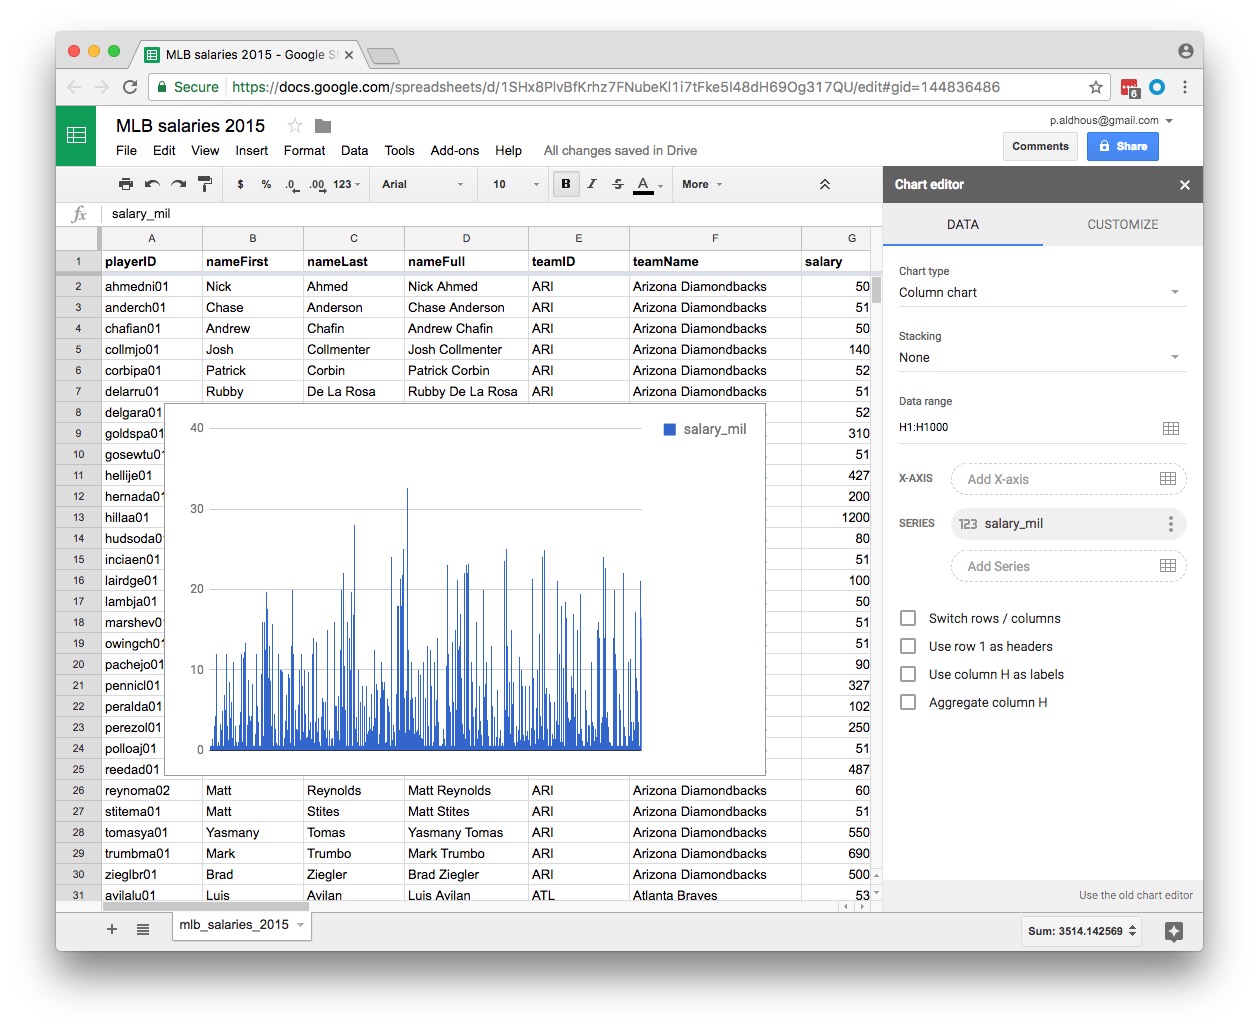 MLB salaries 2015 - Google S
Secure https://docs.google.com/spreadsheets/d/1SHx8PlvBfKrhz7FNubeKl1i7tFke5I48dH69Og317QU/edit#gid=144836486
6
MLB salaries 2015
p.aldhous@gmail.com
File Edit View Insert Format Data Tools Add-ons Help All changes saved in Drive
Comments Share
$ % .0 .00 123 Arial 10 B I S A More
fx salary_mil
A B C D E F G
1 playerID nameFirst nameLast nameFull teamID teamName salary
2 ahmedni01 Nick Ahmed Nick Ahmed ARI Arizona Diamondbacks 50
3 anderch01 Chase Anderson Chase Anderson ARI Arizona Diamondbacks 51
4 chafian01 Andrew Chafin Andrew Chafin ARI Arizona Diamondbacks 50
5 collmjo01 Josh Collmenter Josh Collmenter ARI Arizona Diamondbacks 140
6 corbipa01 Patrick Corbin Patrick Corbin ARI Arizona Diamondbacks 52
7 delarru01 Rubby De La Rosa Rubby De La Rosa ARI Arizona Diamondbacks 51
8 delgara01 52
9 goldspa01 310
10 gosewtu01 51
11 hellije01 427
12 hernada01 200
13 hillaa01 1200
14 hudsoda0 80
15 inciaen01 51
16 lairdge01 100
17 lambja01 50
18 marshev0 51
19 owingch01 51
20 pachejo01 90
21 pennicl01 327
22 peralda01 102
23 perezol01 250
24 polloaj01 51
25 reedad01 487
26 reynoma02 Matt Reynolds Matt Reynolds ARI Arizona Diamondbacks 60
27 stitema01 Matt Stites Matt Stites ARI Arizona Diamondbacks 51
28 tomasya01 Yasmany Tomas Yasmany Tomas ARI Arizona Diamondbacks 550
29 trumbma01 Mark Trumbo Mark Trumbo ARI Arizona Diamondbacks 690
30 zieglbr01 Brad Ziegler Brad Ziegler ARI Arizona Diamondbacks 500
31 avilalu01 Luis Avilan Luis Avilan ATL Atlanta Braves 53
40
30
20
10
0
salary_mil
mlb_salaries_2015
Sum: 3514.142569
Chart editor
DATA CUSTOMIZE
Chart type
Column chart
Stacking
None
Data range
H1:H1000
X-AXIS Add X-axis
SERIES 123 salary_mil
Add Series
Switch rows / columns
Use row 1 as headers
Use column H as labels
Aggregate column H
Use the old chart editor